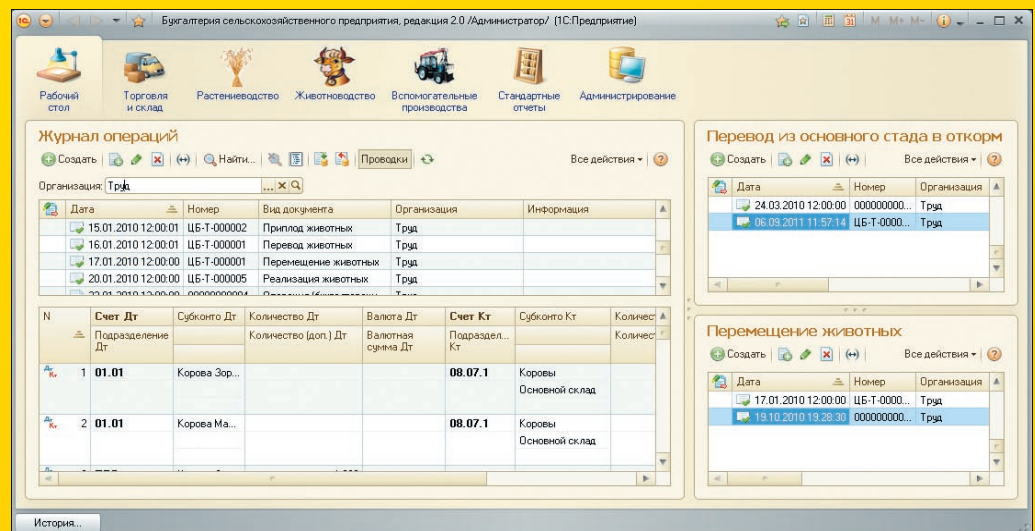 Бухгалтерия сельскохозяйственного предприятия, редакция 2.0 /Администратор/ (1С:Предприятие)
M M+ M-
Рабочий стол
Торговля и склад
Растениеводство
Животноводство
Вспомогательные производства
Стандартные отчеты
Администрирование
Журнал операций
Создать Найти... Проводки Все действия
Организация: Труд
Дата Номер Вид документа Организация Информация
15.01.2010 12:00:01 ЦБ-Т-000002 Приплод животных Труд
16.01.2010 12:00:01 ЦБ-Т-000001 Перевод животных Труд
17.01.2010 12:00:00 ЦБ-Т-000001 Перемещение животных Труд
20.01.2010 12:00:00 ЦБ-Т-000005 Реализация животных Труд
N Счет Дт Субконто Дт Количество Дт Валюта Дт Счет Кт Субконто Кт Количест
Подразделение Дт Количество (доп.) Дт Валютная сумма Дт Подраздел... Кт Количест
1 01.01 Корова Зор... 08.07.1 Коровы
Основной склад
2 01.01 Корова Ма... 08.07.1 Коровы
Основной склад
Перевод из основного стада в откорм
Создать Все действия
Дата Номер Организация
24.03.2010 12:00:00 000000000... Труд
06.09.2011 11:57:14 ЦБ-Т-0000... Труд
Перемещение животных
Создать Все действия
Дата Номер Организация
17.01.2010 12:00:00 ЦБ-Т-0000... Труд
19.10.2010 19:28:30 000000000... Труд
История...